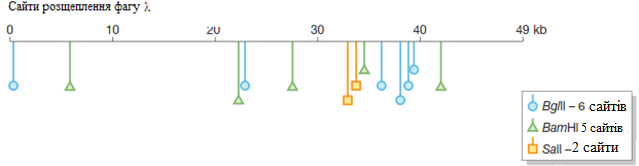 Сайти розщеплення фагу λ
0 10 20 30 40 49 kb
BglII – 6 сайтів
BamHI 5 сайтів
SalI –2 сайти